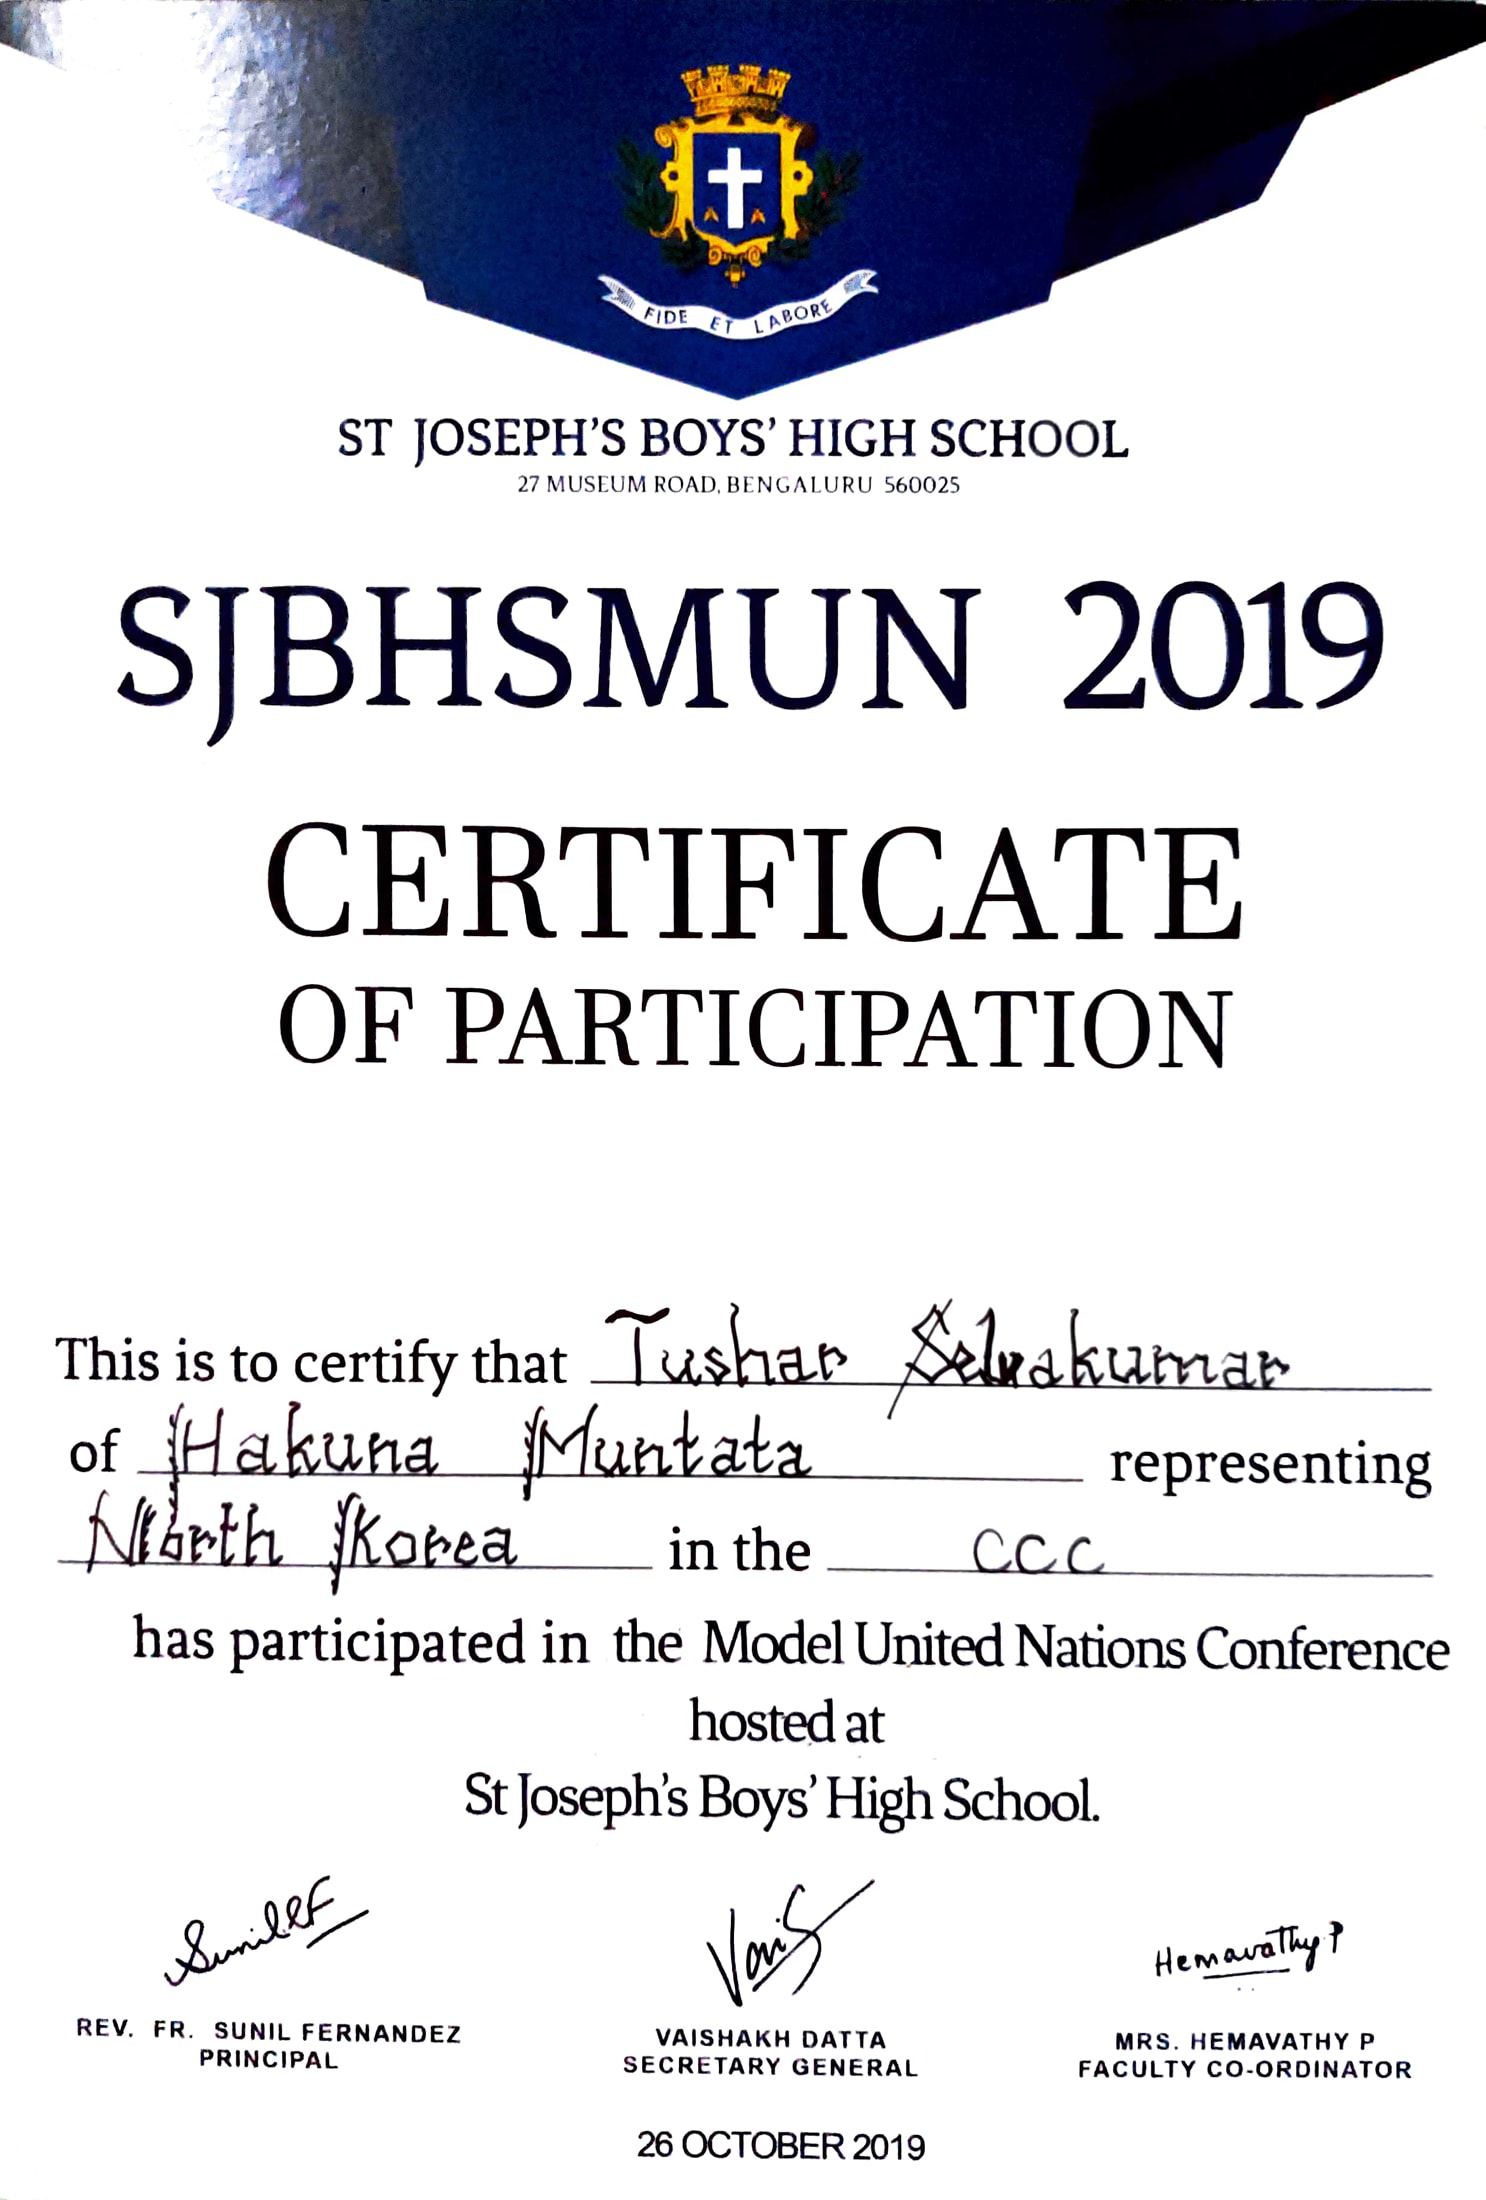 FIDE ET LABORE
ST JOSEPH'S BOYS' HIGH SCHOOL
27 MUSEUM ROAD, BENGALURU 560025
SJBHSMUN 2019
CERTIFICATE
OF PARTICIPATION
This is to certify that Tushar Selvakumar
of Hakuna Muntata representing
North Korea in the CCC
has participated in the Model United Nations Conference
hosted at
St Joseph's Boys' High School.
Sunil F Hemavathy P
REV. FR. SUNIL FERNANDEZ VAISHAKH DATTA MRS. HEMAVATHY P
PRINCIPAL SECRETARY GENERAL FACULTY CO-ORDINATOR
26 OCTOBER 2019